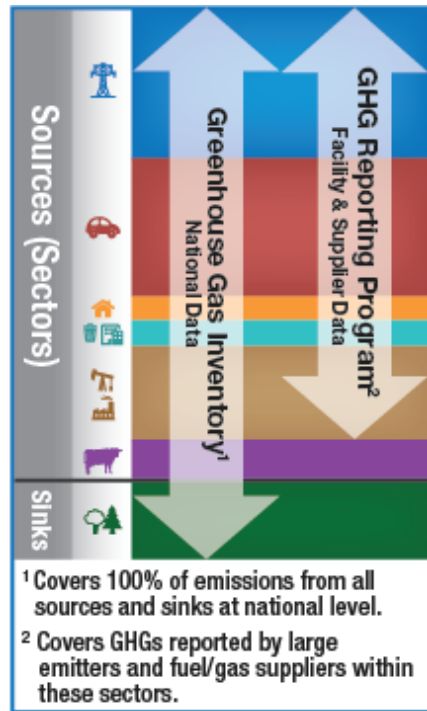 Sources (Sectors)
Sinks
Greenhouse Gas Inventory¹
National Data
GHG Reporting Program²
Facility & Supplier Data
¹ Covers 100% of emissions from all
sources and sinks at national level.
² Covers GHGs reported by large
emitters and fuel/gas suppliers within
these sectors.